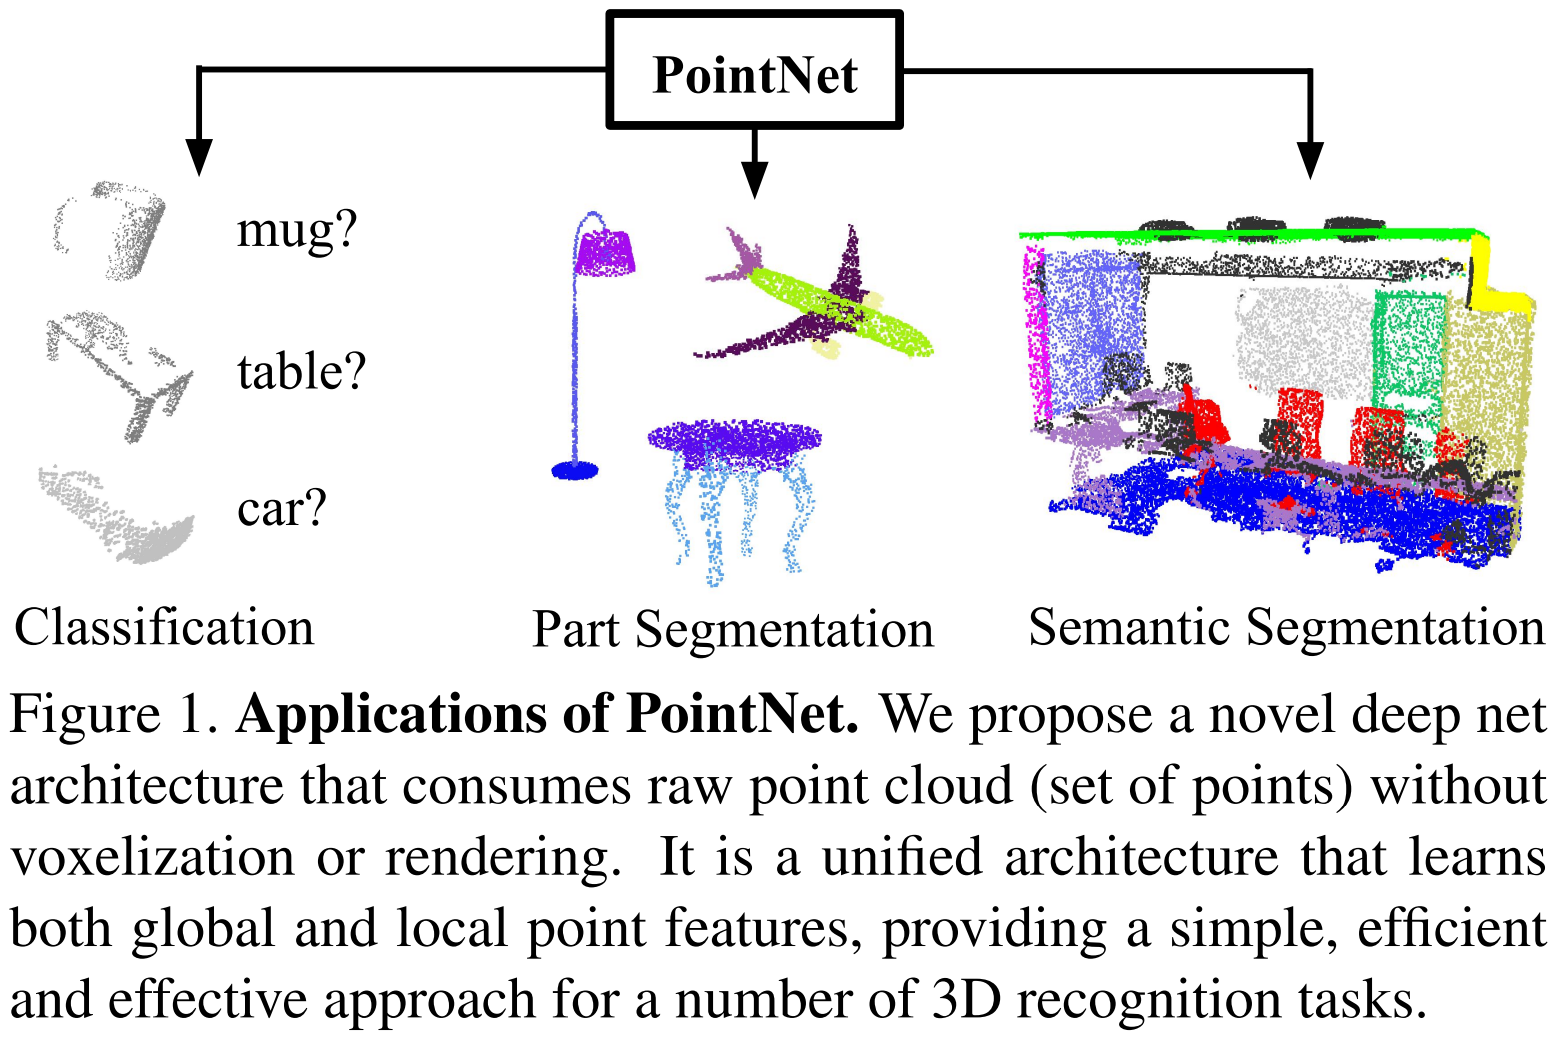 PointNet
mug?
table?
car?
Classification
Part Segmentation
Semantic Segmentation
Figure 1. Applications of PointNet. We propose a novel deep net
architecture that consumes raw point cloud (set of points) without
voxelization or rendering. It is a unified architecture that learns
both global and local point features, providing a simple, efficient
and effective approach for a number of 3D recognition tasks.